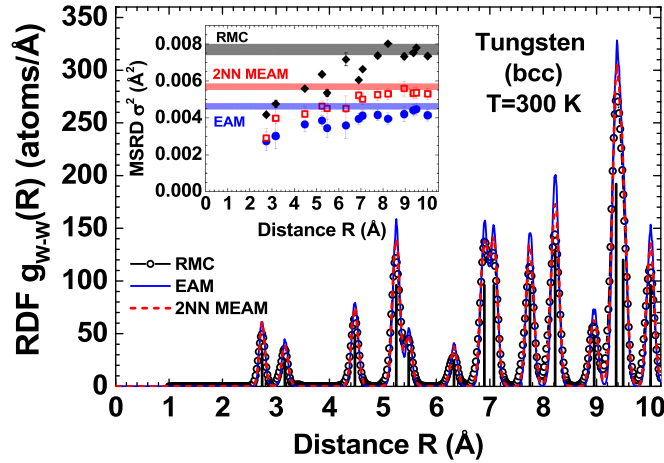 RDF g_W-W(R) (atoms/Å)
350
300
250
200
150
100
50
0
0 1 2 3 4 5 6 7 8 9 10
Distance R (Å)
Tungsten
(bcc)
T=300 K
RMC
EAM
2NN MEAM
MSRD σ² (Å²)
0.008
0.006
0.004
0.002
0.000
0 1 2 3 4 5 6 7 8 9 10
Distance R (Å)
RMC
2NN MEAM
EAM